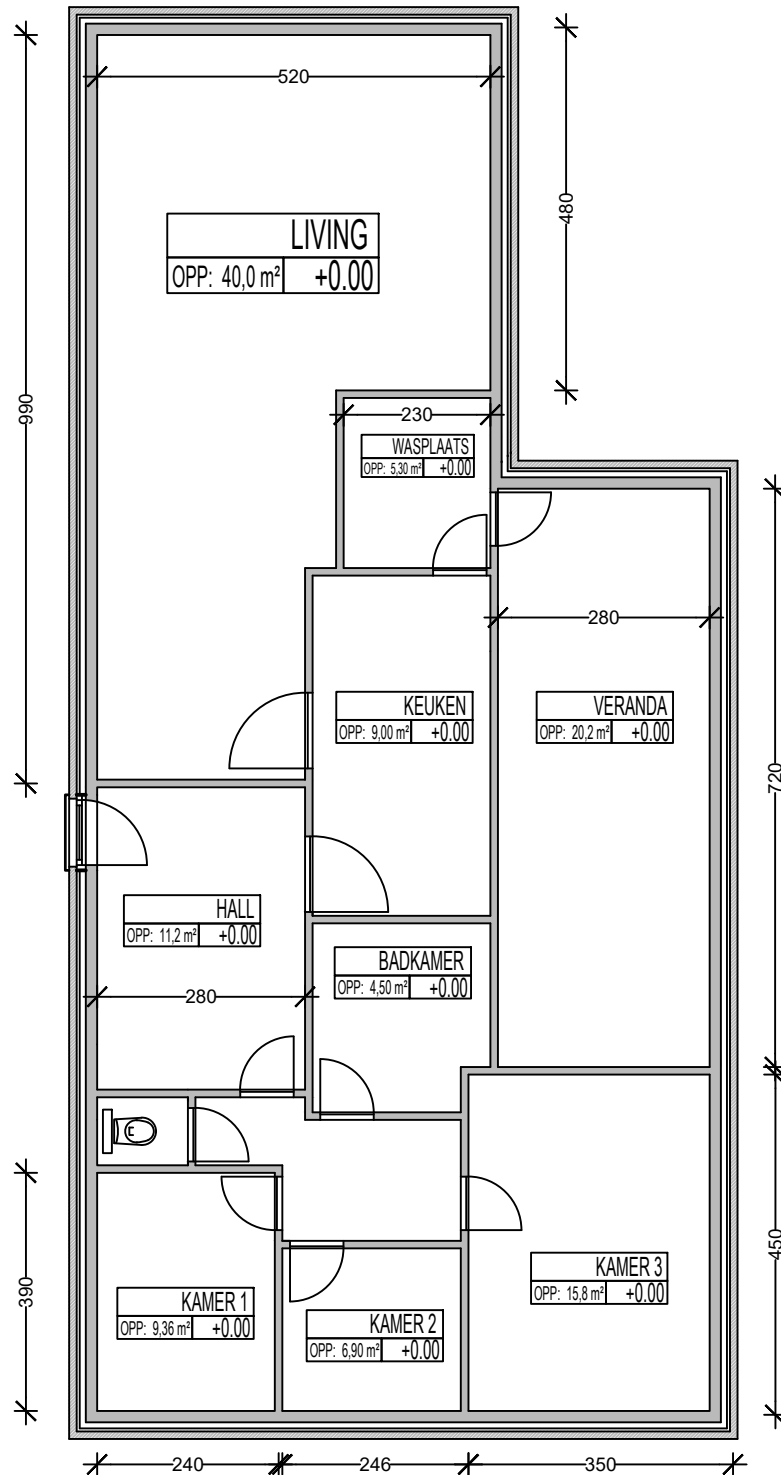 520
480
LIVING
OPP: 40,0 m² +0.00
990
230
WASPLAATS
OPP: 5,30 m² +0.00
280
KEUKEN
OPP: 9,00 m² +0.00
VERANDA
OPP: 20,2 m² +0.00
720
HALL
OPP: 11,2 m² +0.00
BADKAMER
OPP: 4,50 m² +0.00
280
450
KAMER 3
OPP: 15,8 m² +0.00
390
KAMER 1
OPP: 9,36 m² +0.00
KAMER 2
OPP: 6,90 m² +0.00
240
246
350